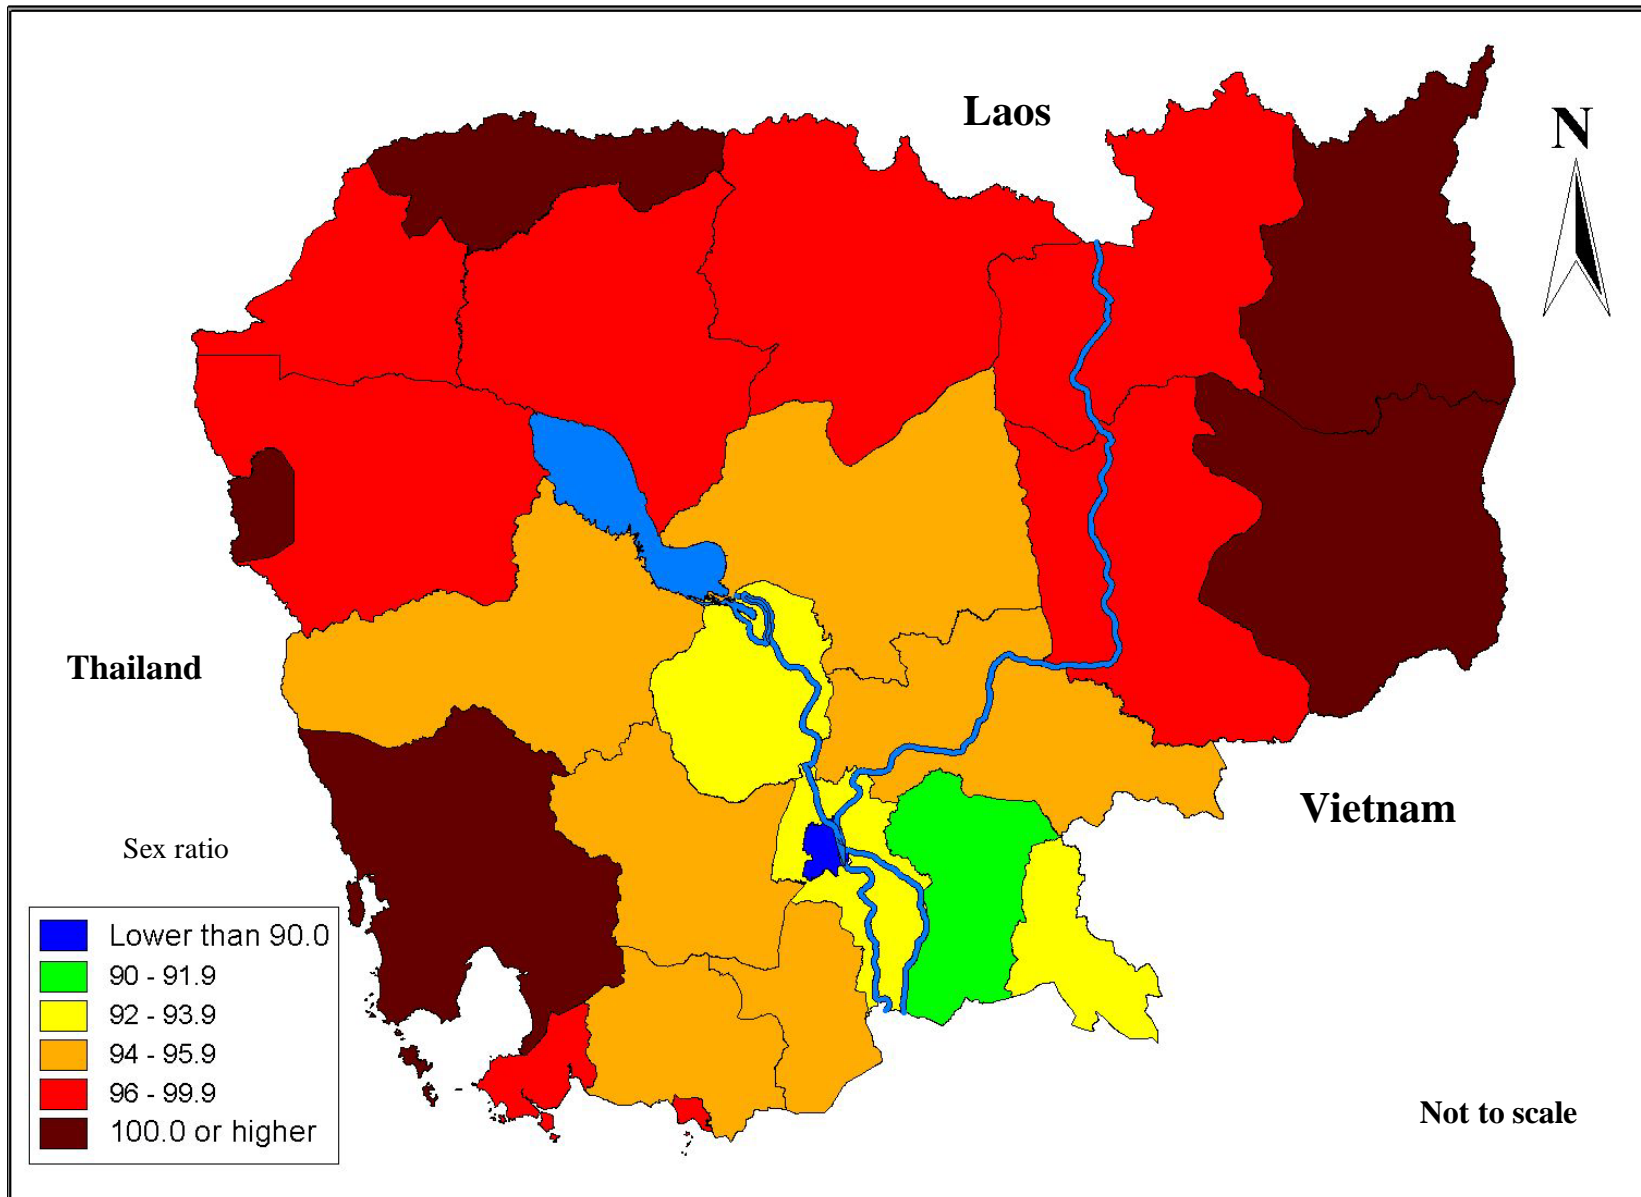 Laos
N
Thailand
Vietnam
Sex ratio
Lower than 90.0
90 - 91.9
92 - 93.9
94 - 95.9
96 - 99.9
100.0 or higher
Not to scale